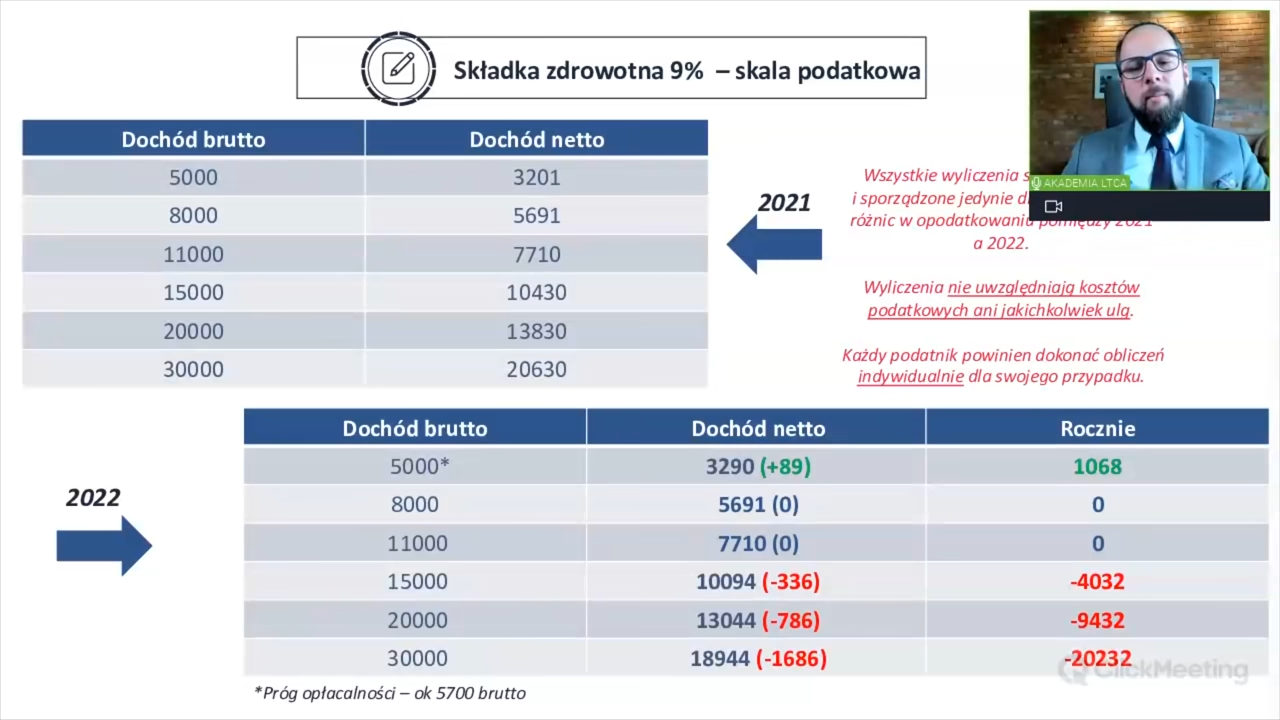 Składka zdrowotna 9% – skala podatkowa
Dochód brutto Dochód netto
5000 3201
8000 5691
11000 7710
15000 10430
20000 13830
30000 20630
2021
AKADEMIA LTCA
Wszystkie wyliczenia
i sporządzone jedynie
różnic w opodatkowaniu pomiędzy 2021
a 2022.
Wyliczenia nie uwzględniają kosztów
podatkowych ani jakichkolwiek ulg.
Każdy podatnik powinien dokonać obliczeń
indywidualnie dla swojego przypadku.
2022
Dochód brutto Dochód netto Rocznie
5000* 3290 (+89) 1068
8000 5691 (0) 0
11000 7710 (0) 0
15000 10094 (-336) -4032
20000 13044 (-786) -9432
30000 18944 (-1686) -20232
ClickMeeting
*Próg opłacalności – ok 5700 brutto